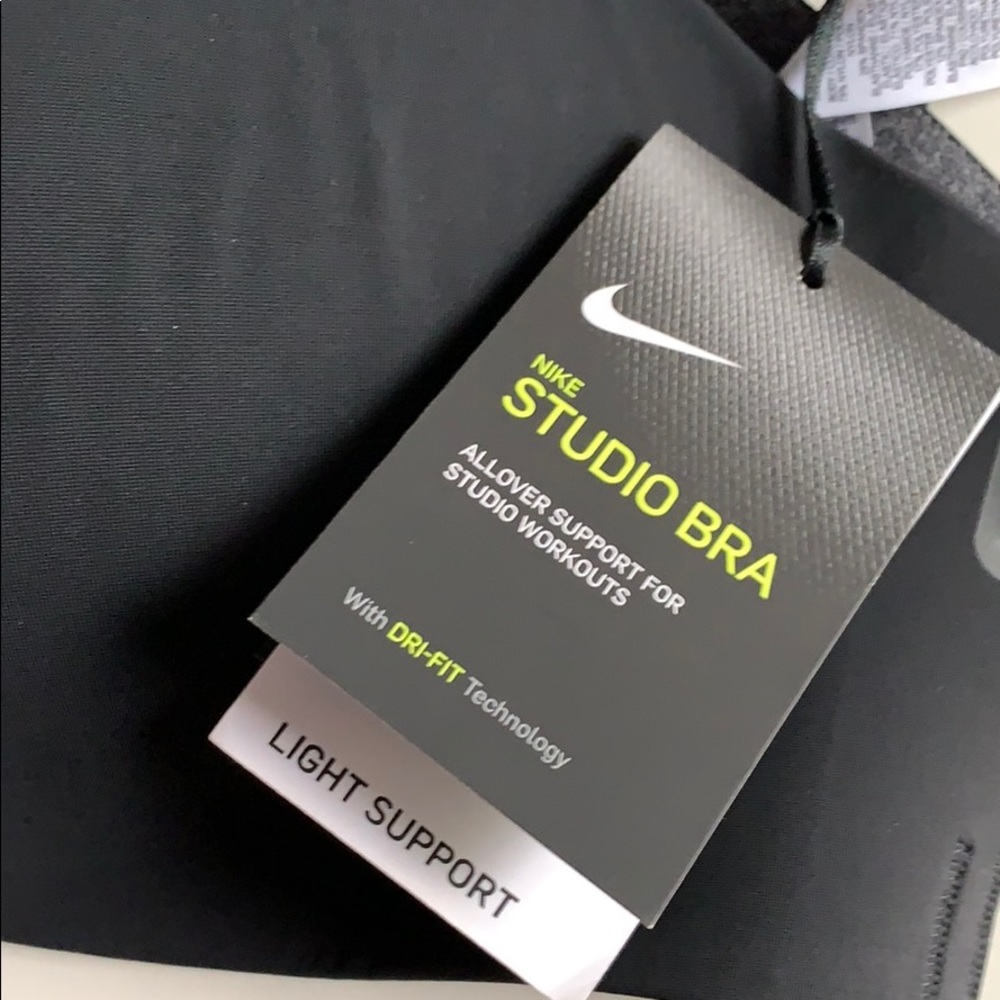 NIKE
STUDIO BRA
ALLOVER SUPPORT FOR
STUDIO WORKOUTS
With DRI-FIT Technology
LIGHT SUPPORT